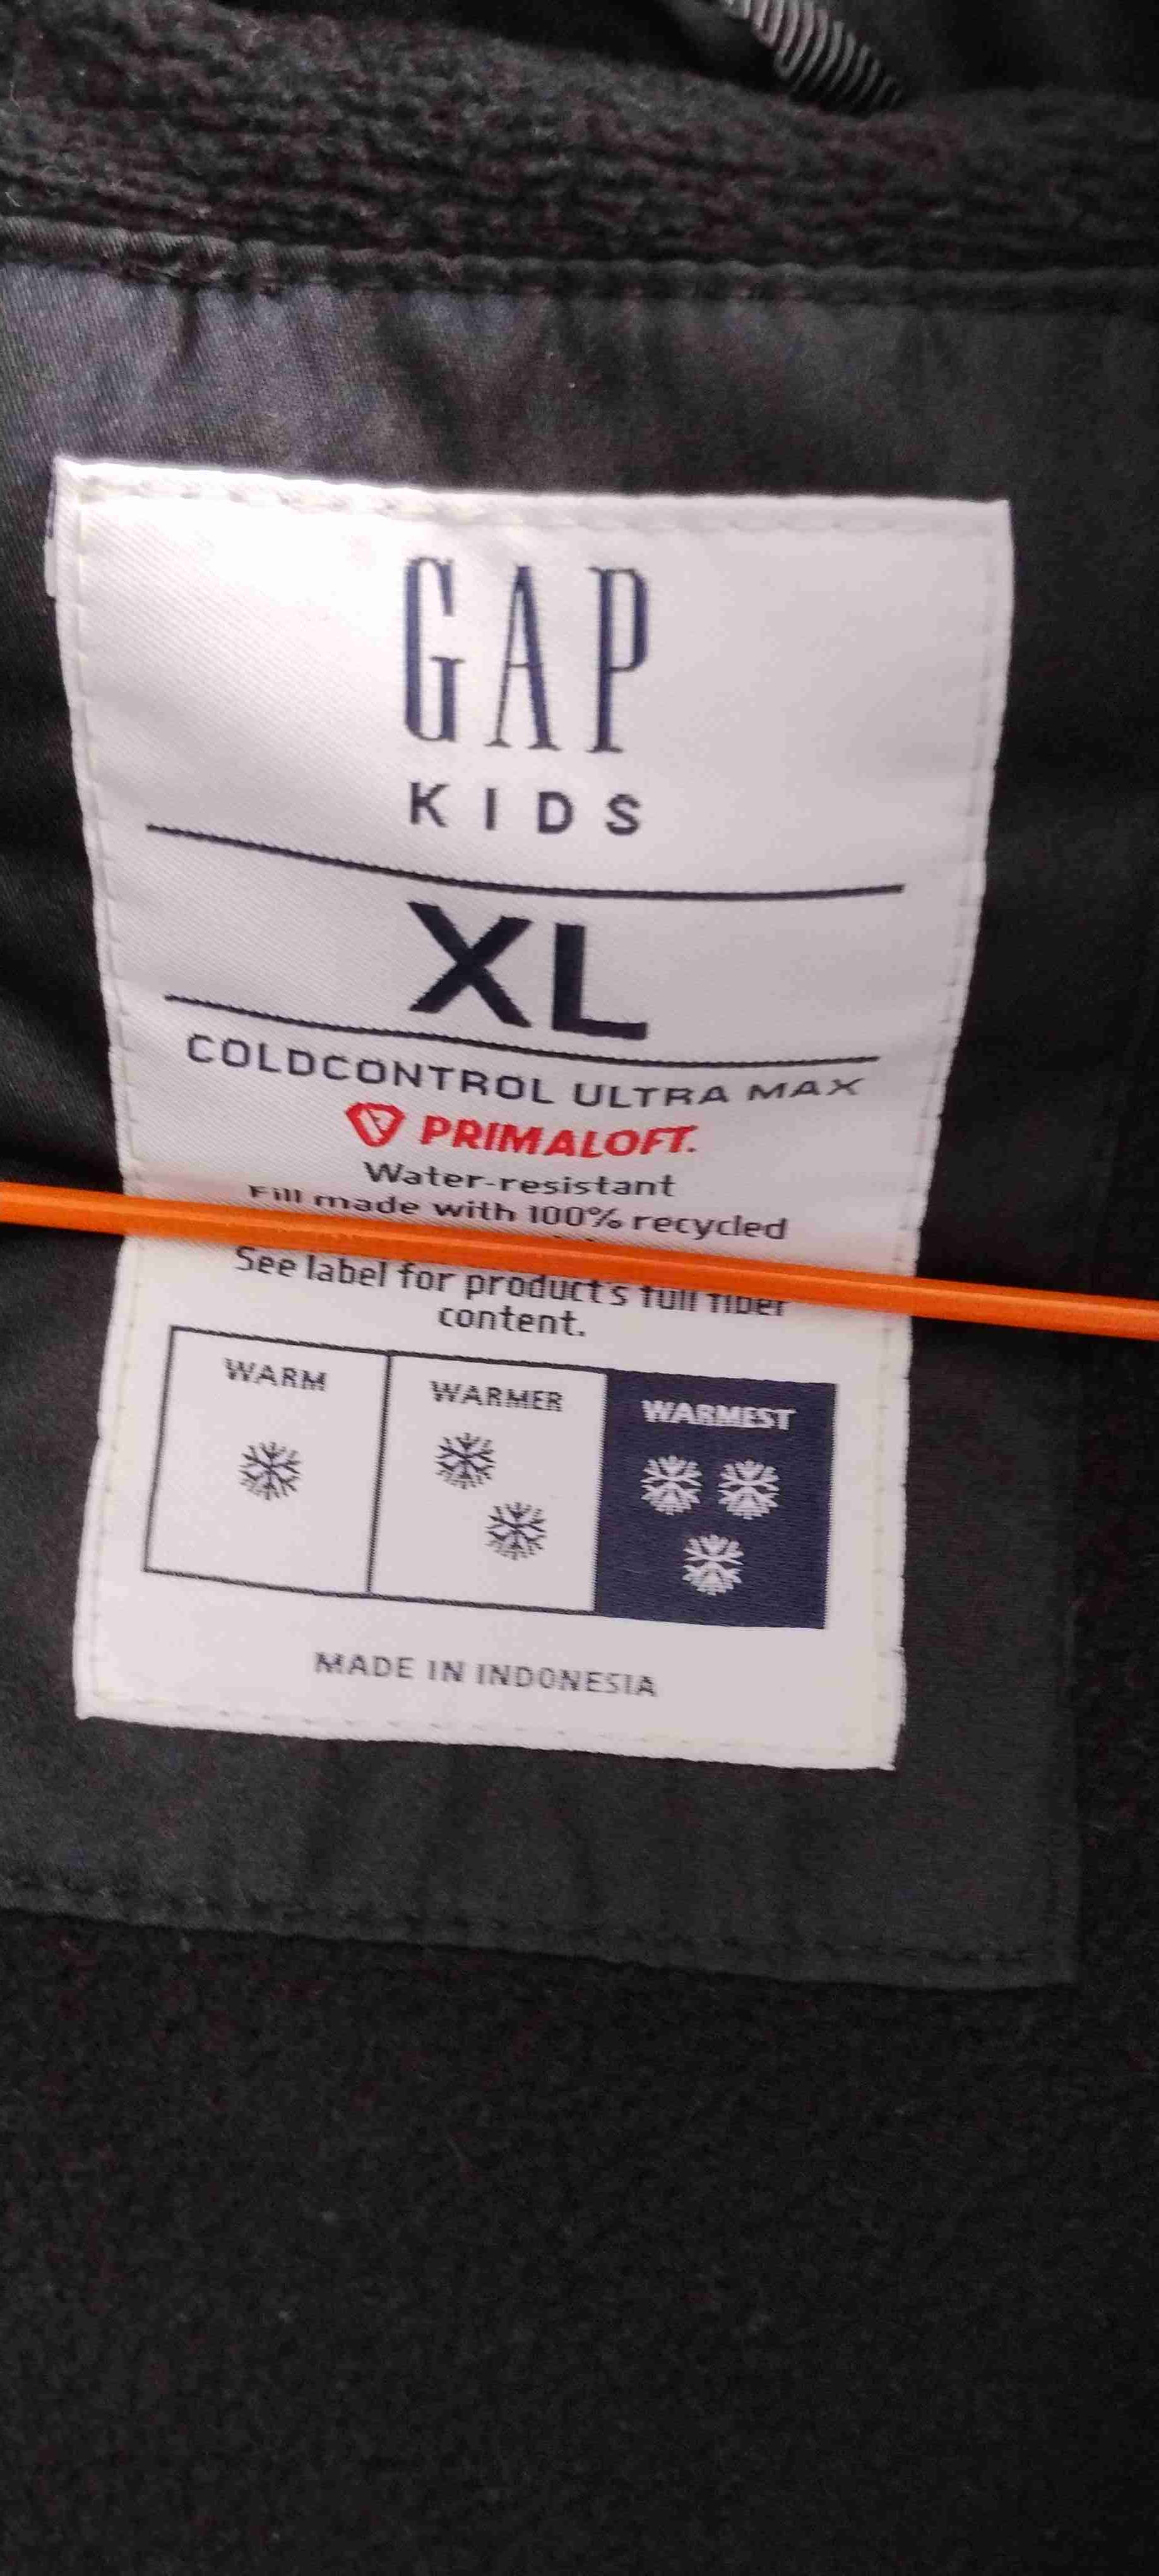 GAP
KIDS
XL
COLDCONTROL ULTRA MAX
PRIMALOFT.
Water-resistant
Fill made with 100% recycled
See label for product's full fiber
content.
WARM
WARMER
WARMEST
MADE IN INDONESIA